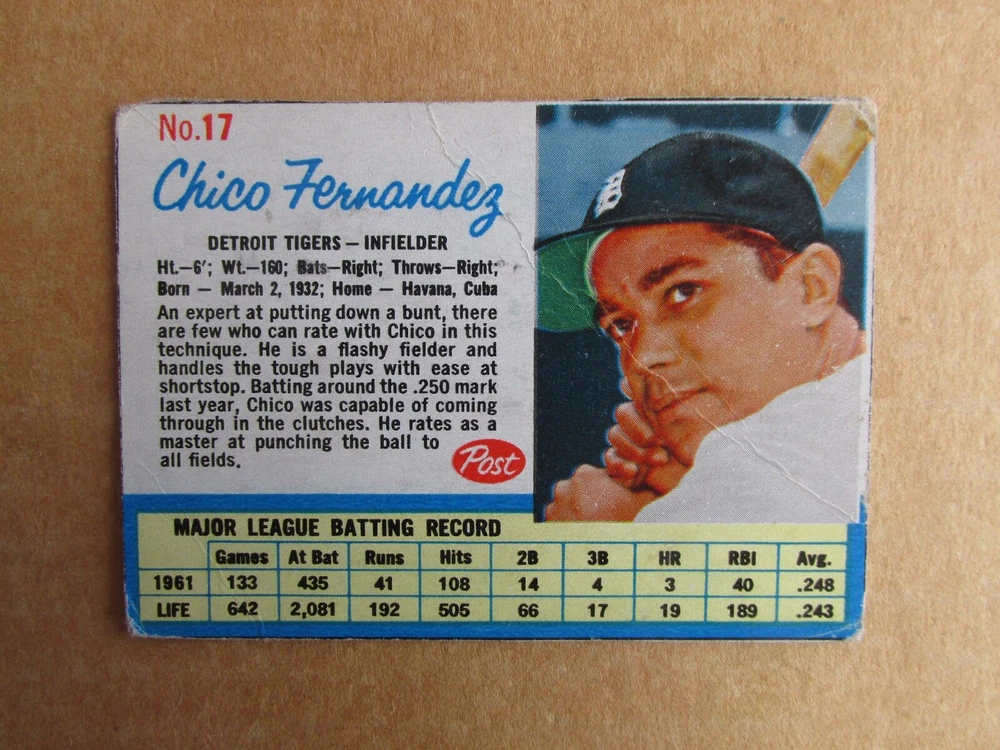 No.17
Chico Fernandez
DETROIT TIGERS – INFIELDER
Ht.–6'; Wt.–160; Bats–Right; Throws–Right;
Born – March 2, 1932; Home – Havana, Cuba
An expert at putting down a bunt, there
are few who can rate with Chico in this
technique. He is a flashy fielder and
handles the tough plays with ease at
shortstop. Batting around the .250 mark
last year, Chico was capable of coming
through in the clutches. He rates as a
master at punching the ball to
all fields.
Post
D
MAJOR LEAGUE BATTING RECORD
Games At Bat Runs Hits 2B 3B HR RBI Avg.
1961 133 435 41 108 14 4 3 40 .248
LIFE 642 2,081 192 505 66 17 19 189 .243